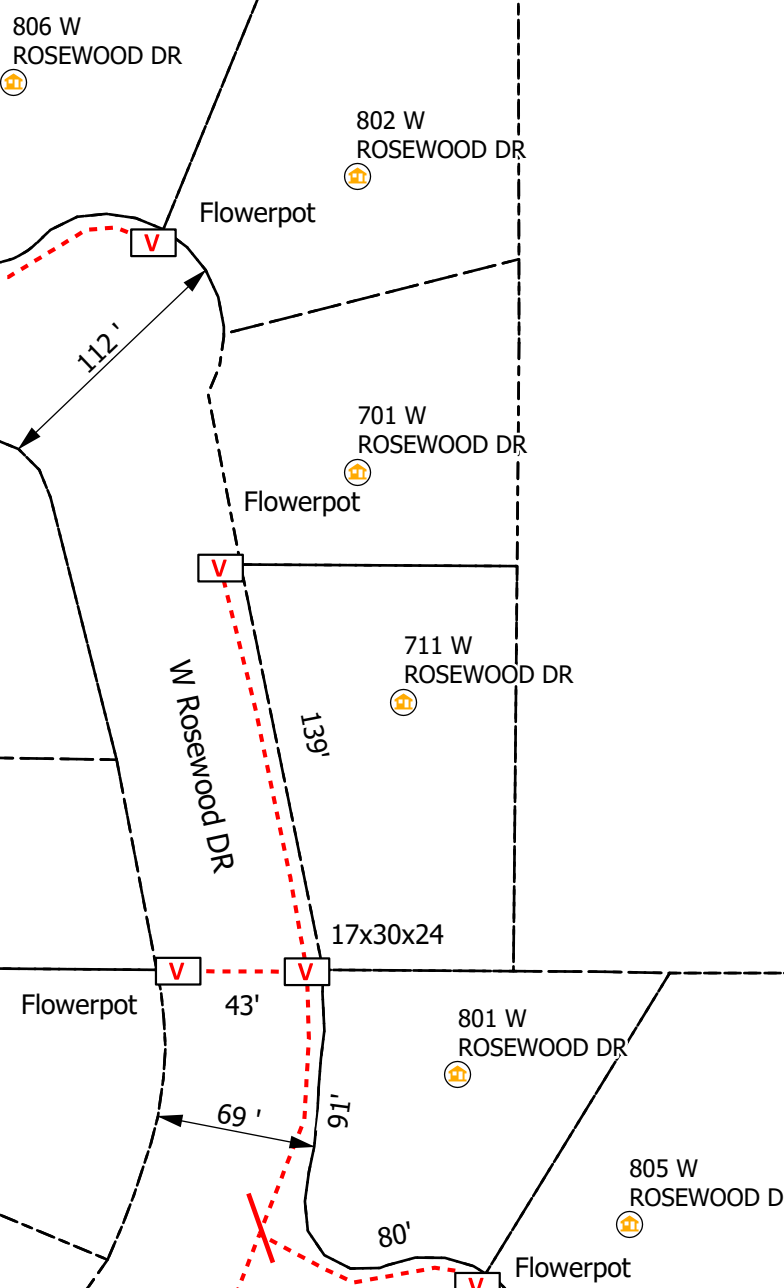 806 W
ROSEWOOD DR
802 W
ROSEWOOD DR
Flowerpot
V
112 '
701 W
ROSEWOOD DR
Flowerpot
V
711 W
ROSEWOOD DR
W Rosewood DR
139'
17x30x24
V
V
Flowerpot
43'
801 W
ROSEWOOD DR
69 '
91'
805 W
ROSEWOOD D
80'
Flowerpot
V